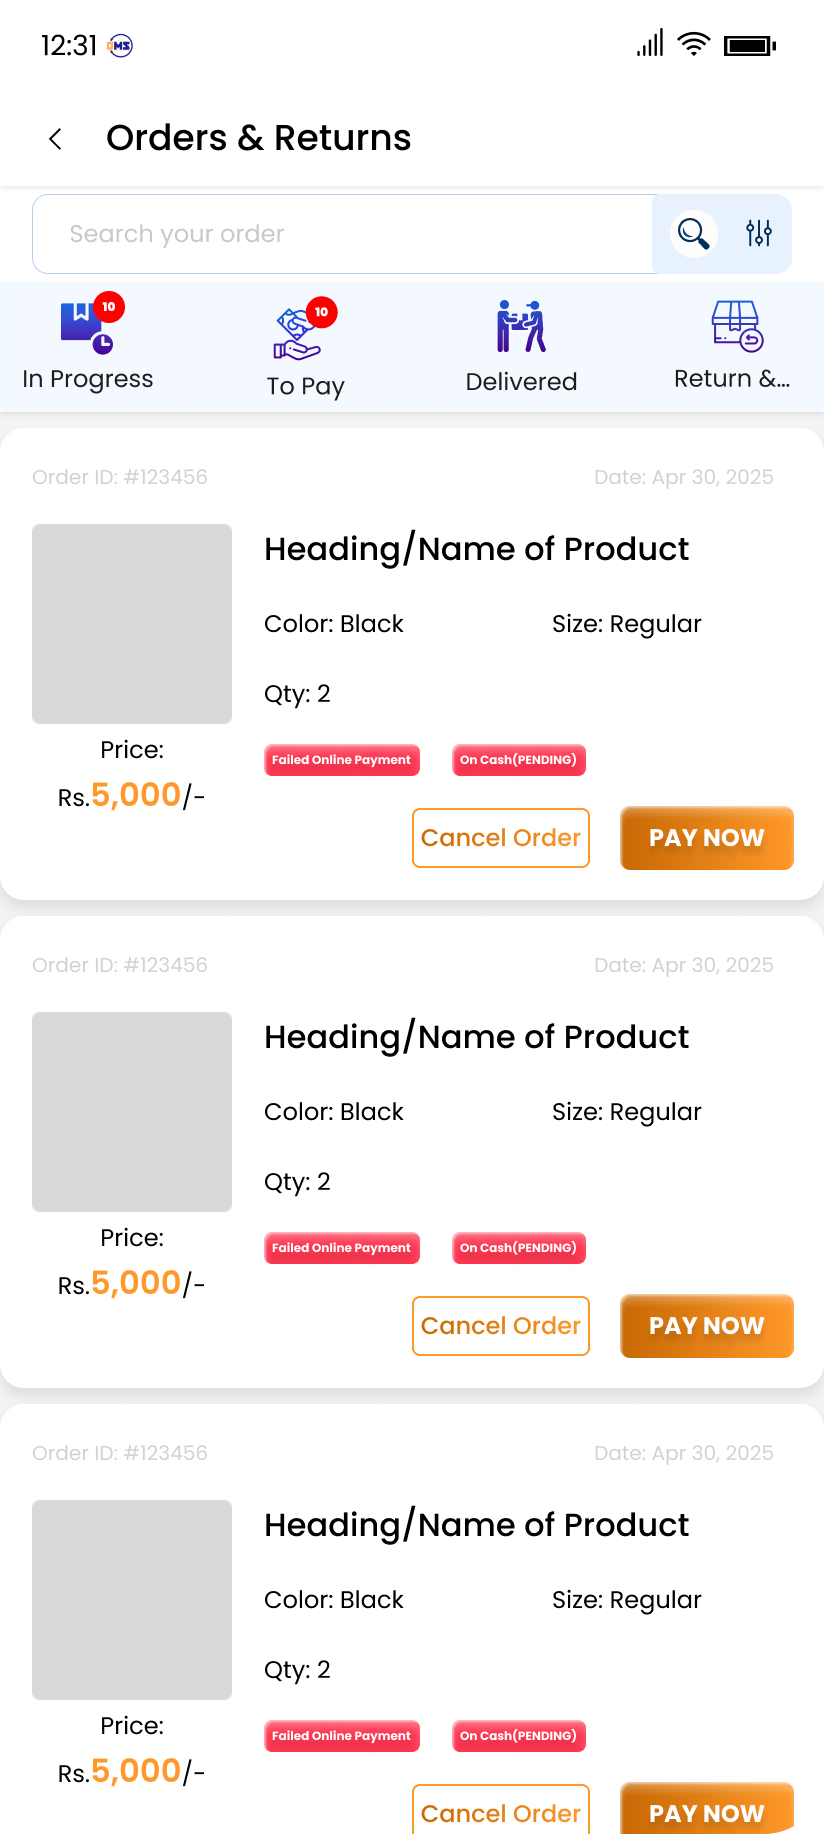 12:31 QMS
Orders & Returns
Search your order
10
10
In Progress
To Pay
Delivered
Return &...
Order ID: #123456 Date: Apr 30, 2025
Heading/Name of Product
Color: Black Size: Regular
Qty: 2
Price:
Failed Online Payment On Cash(PENDING)
Rs.5,000/-
Cancel Order PAY NOW
Order ID: #123456 Date: Apr 30, 2025
Heading/Name of Product
Color: Black Size: Regular
Qty: 2
Price:
Failed Online Payment On Cash(PENDING)
Rs.5,000/-
Cancel Order PAY NOW
Order ID: #123456 Date: Apr 30, 2025
Heading/Name of Product
Color: Black Size: Regular
Qty: 2
Price:
Failed Online Payment On Cash(PENDING)
Rs.5,000/-
Cancel Order PAY NOW